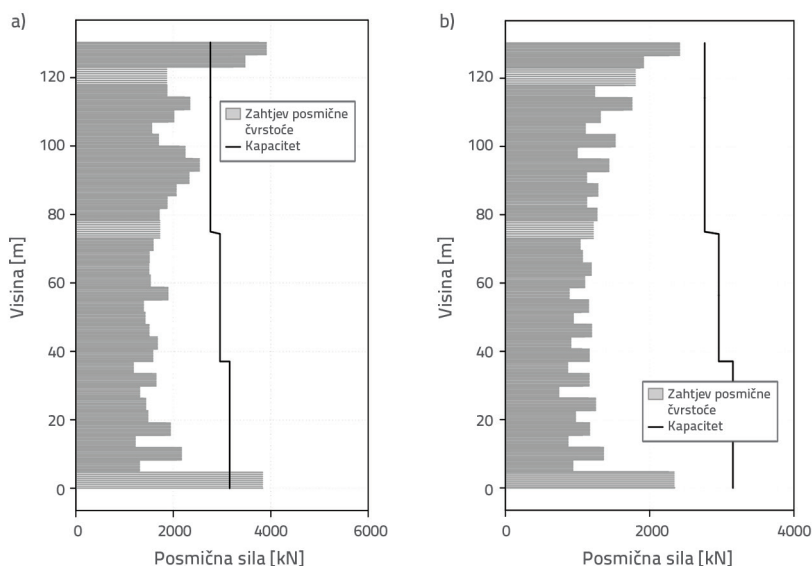 a)
Visina [m]
120
100
80
60
40
20
0
0
2000
4000
6000
Posmična sila [kN]
Zahtjev posmične
čvrstoće
Kapacitet
b)
Visina [m]
120
100
80
60
40
20
0
0
2000
4000
Posmična sila [kN]
Zahtjev posmične
čvrstoće
Kapacitet